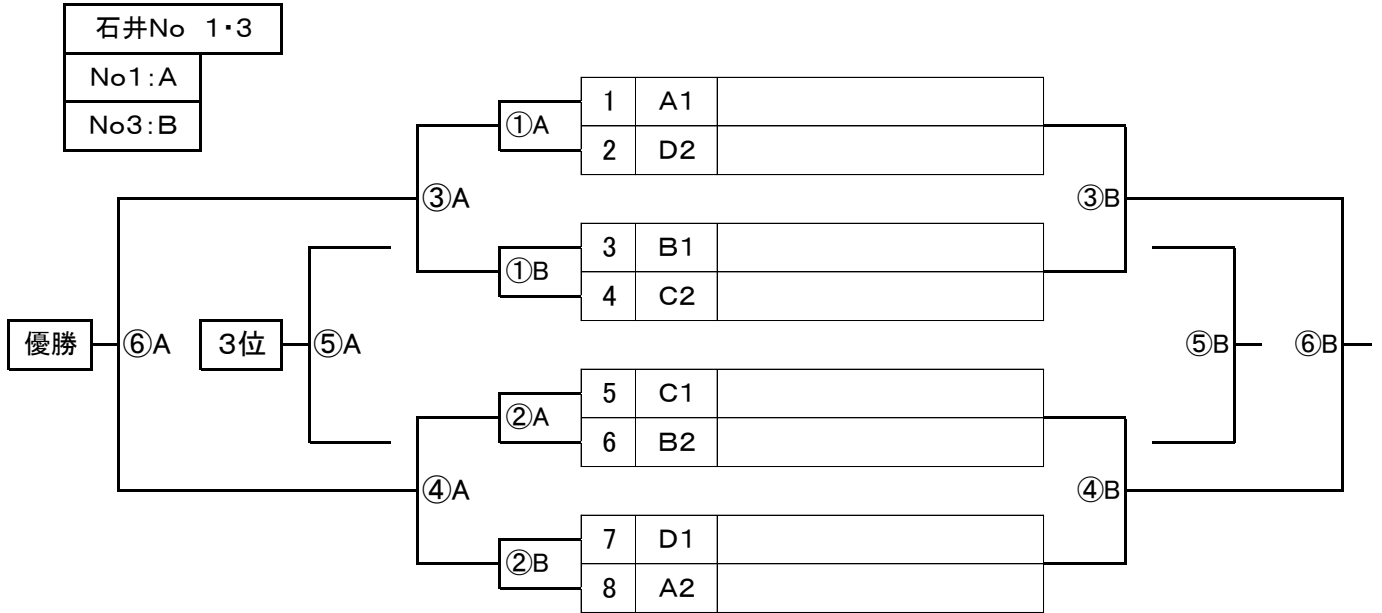 石井No 1・3
No1:A
No3:B
1 A1
①A
2 D2
③A
③B
3 B1
①B
4 C2
優勝 ⑥A 3位 ⑤A
⑤B ⑥B
5 C1
②A
6 B2
④A
④B
7 D1
②B
8 A2